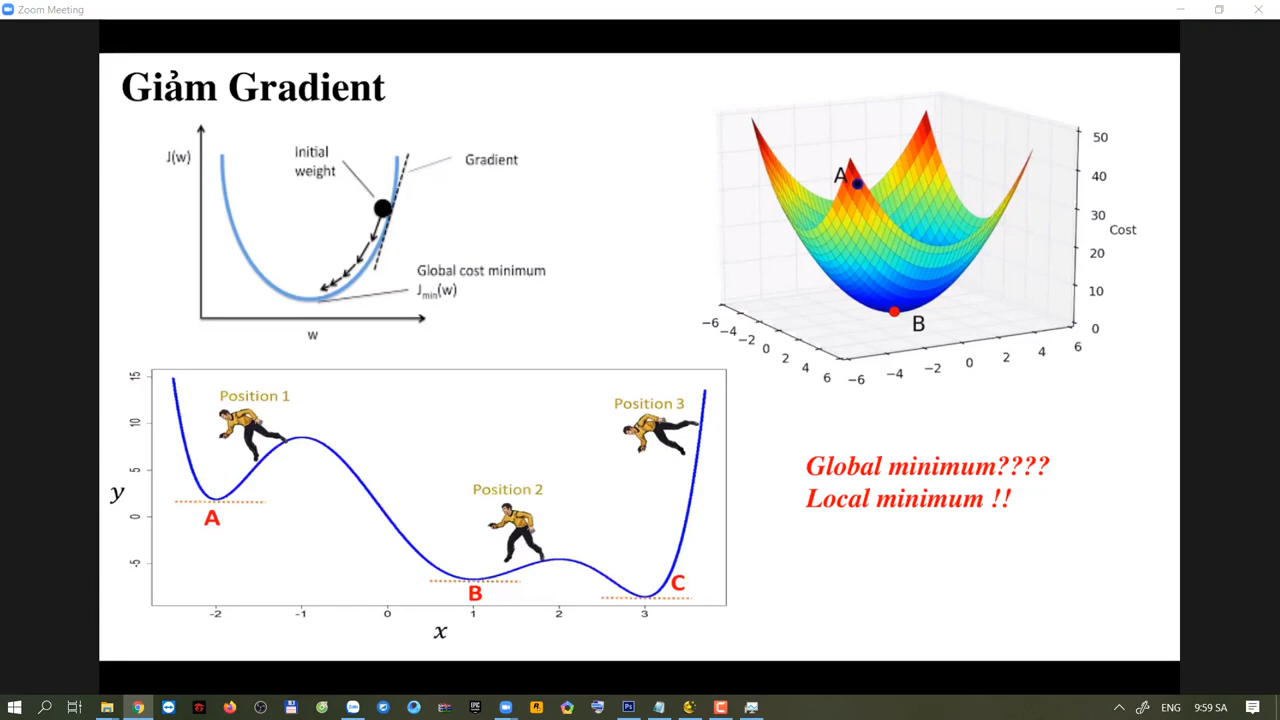 Zoom Meeting
Giảm Gradient
J(w)
Initial
weight
Gradient
Global cost minimum
Jmin(w)
w
A
B
50
40
30
20
10
0
Cost
−6
−4
−2
0
2
4
6
−6
−4
−2
0
2
4
6
15
10
5
0
-5
y
Position 1
Position 2
Position 3
A
B
C
-2
-1
0
1
2
3
x
Global minimum????
Local minimum !!
ENG
9:59 SA